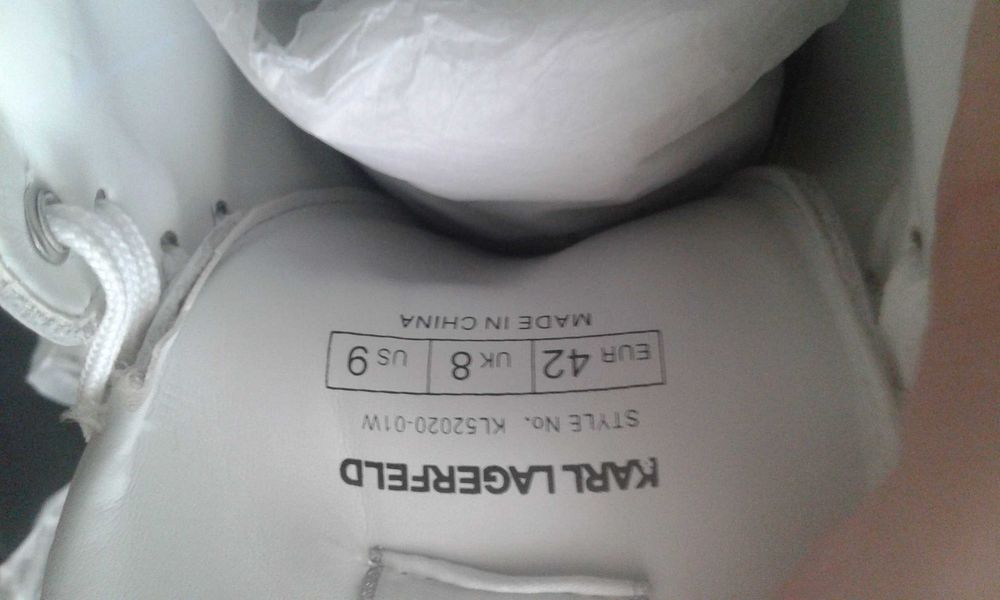 KARL LAGERFELD
STYLE No. KL52020-01W
EUR 42 UK 8 US 9
MADE IN CHINA